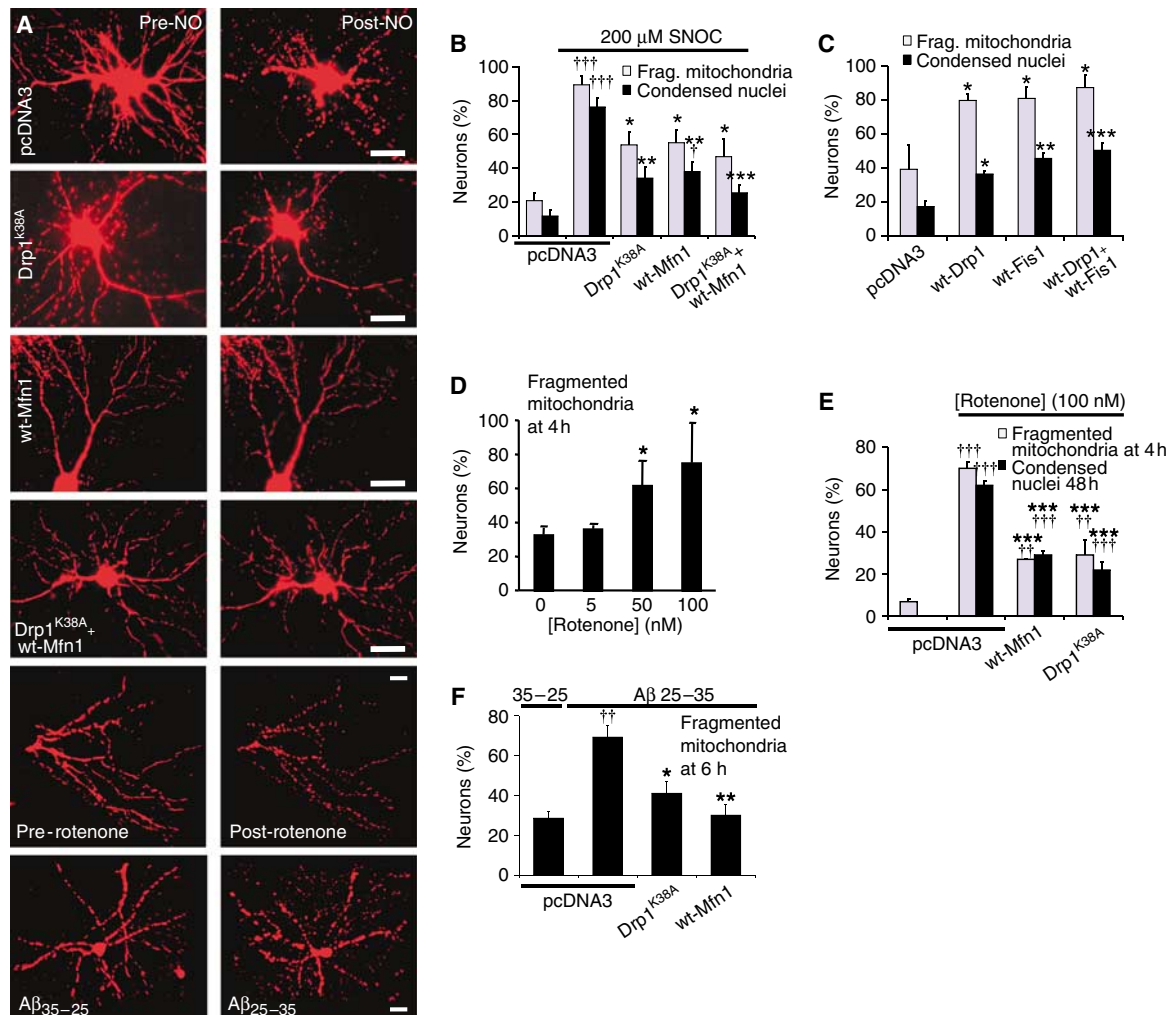 A
Pre-NO
Post-NO
pcDNA3
Drp1K38A
wt-Mfn1
Drp1K38A+
wt-Mfn1
Pre-rotenone
Post-rotenone
Aβ35–25
Aβ25–35
B
200 μM SNOC
Frag. mitochondria
Condensed nuclei
Neurons (%)
100
80
60
40
20
0
†††
†††
*
**
*
**
†
*
***
pcDNA3
Drp1K38A
wt-Mfn1
Drp1K38A+
wt-Mfn1
C
Frag. mitochondria
Condensed nuclei
Neurons (%)
100
80
60
40
20
0
*
*
*
**
*
***
pcDNA3
wt-Drp1
wt-Fis1
wt-Drp1+
wt-Fis1
D
Fragmented
mitochondria
at 4 h
Neurons (%)
100
80
60
40
20
0
*
*
0 5 50 100
[Rotenone] (nM)
E
[Rotenone] (100 nM)
Fragmented
mitochondria at 4h
Condensed
nuclei 48h
Neurons (%)
80
60
40
20
0
†††
†††
***
††
***
†††
***
††
***
†††
pcDNA3
wt-Mfn1
Drp1K38A
F
35–25
Aβ 25–35
Fragmented
mitochondria
at 6 h
Neurons (%)
80
60
40
20
0
††
*
**
pcDNA3
Drp1K38A
wt-Mfn1